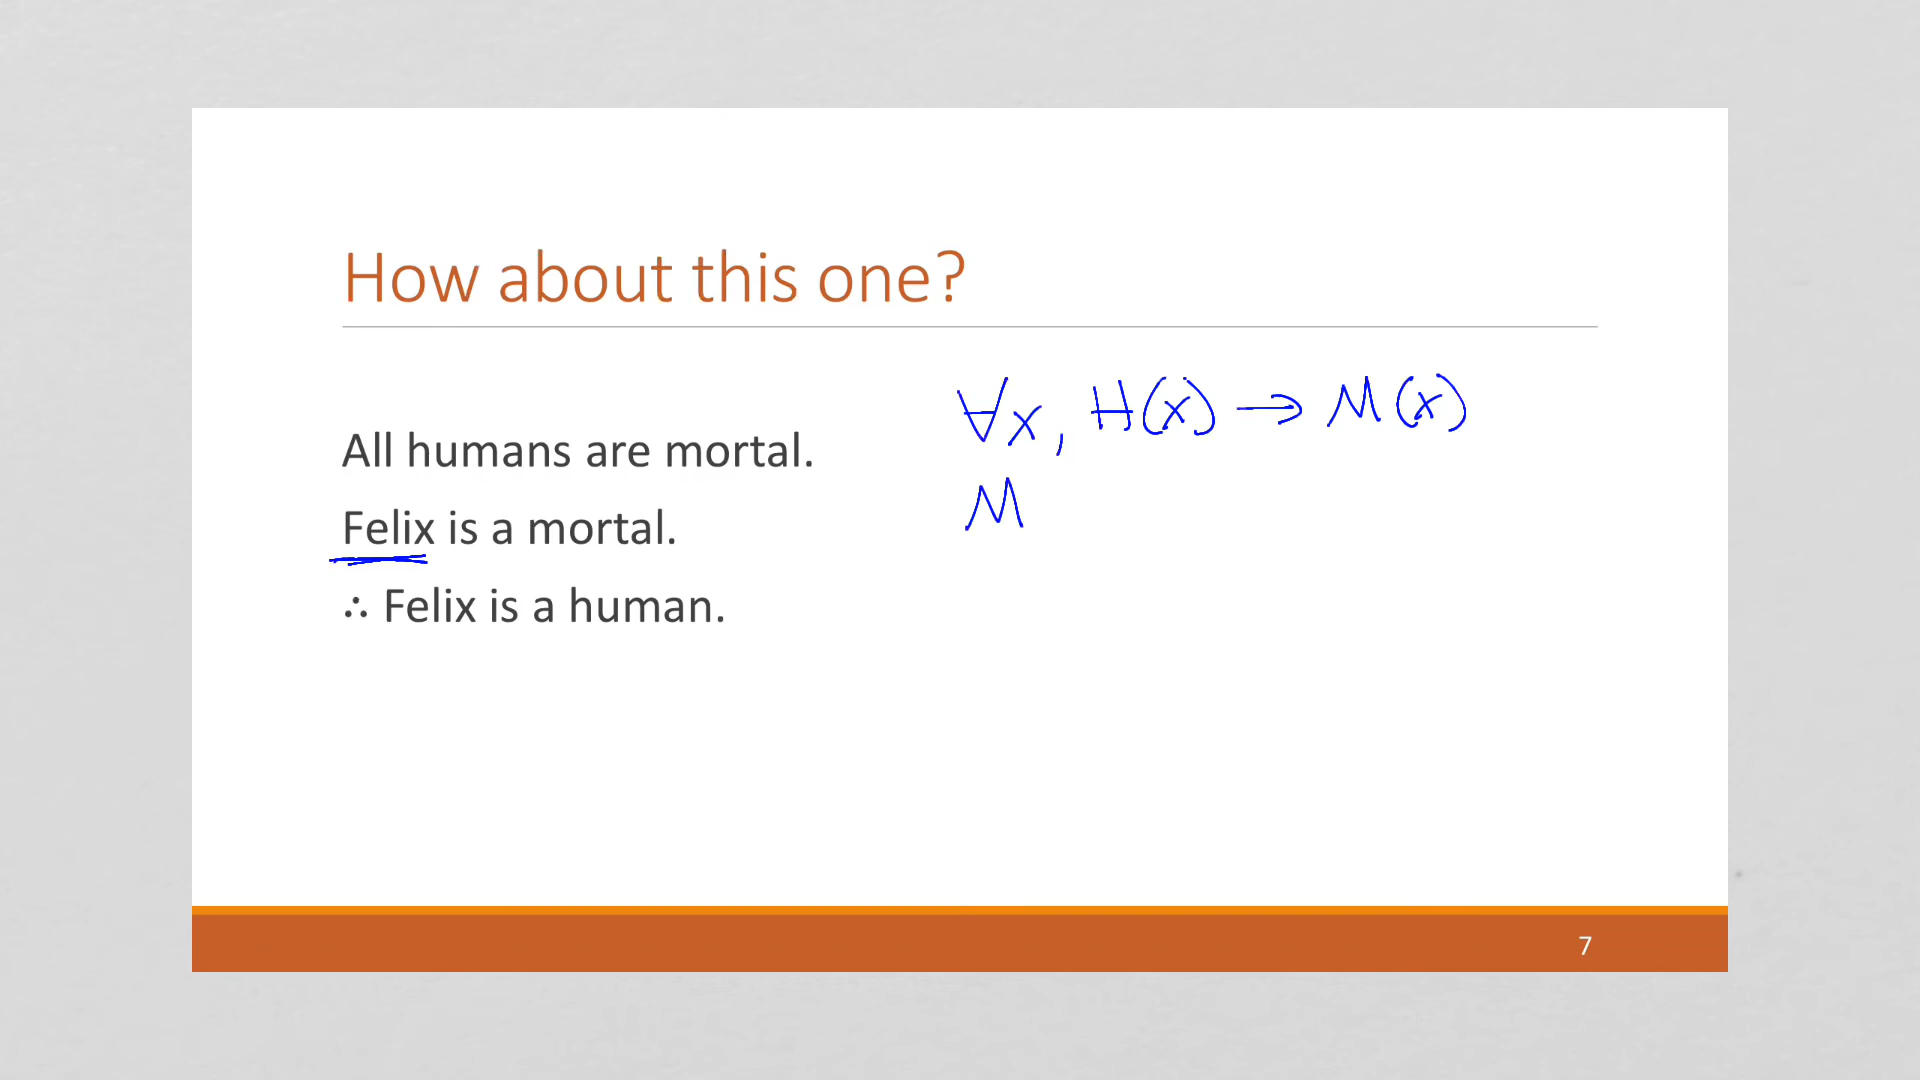 How about this one?
All humans are mortal.
Felix is a mortal.
∴ Felix is a human.
∀x, H(x) → M(x)
M
7